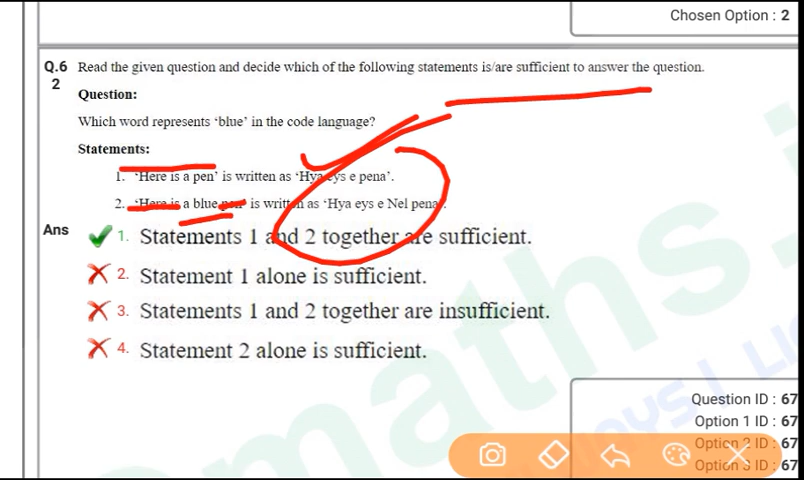 Chosen Option : 2
Q.6 Read the given question and decide which of the following statements is/are sufficient to answer the question.
2
Question:
Which word represents ‘blue’ in the code language?
Statements:
1. ‘Here is a pen’ is written as ‘Hya eys e pena’.
2. ‘Here is a blue pen’ is written as ‘Hya eys e Nel pena’.
Ans 1. Statements 1 and 2 together are sufficient.
2. Statement 1 alone is sufficient.
3. Statements 1 and 2 together are insufficient.
4. Statement 2 alone is sufficient.
Question ID : 67
Option 1 ID : 67
Option 2 ID : 67
Option 3 ID : 67
maths.